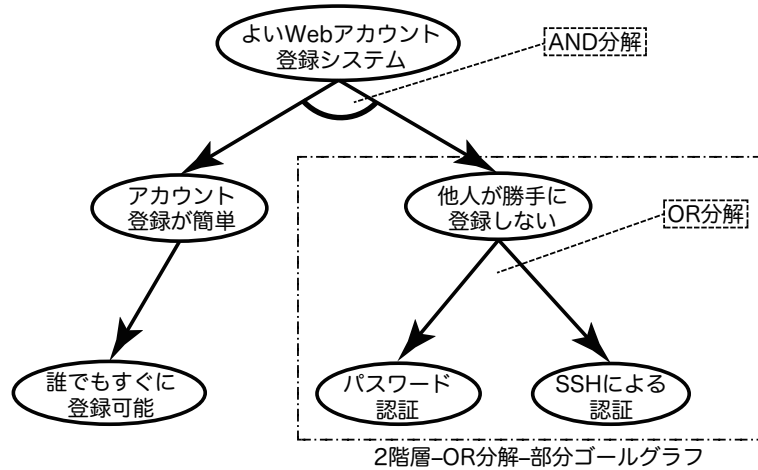 よいWebアカウント
登録システム
AND分解
アカウント
登録が簡単
他人が勝手に
登録しない
OR分解
誰でもすぐに
登録可能
パスワード
認証
SSHによる
認証
2階層–OR分解–部分ゴールグラフ